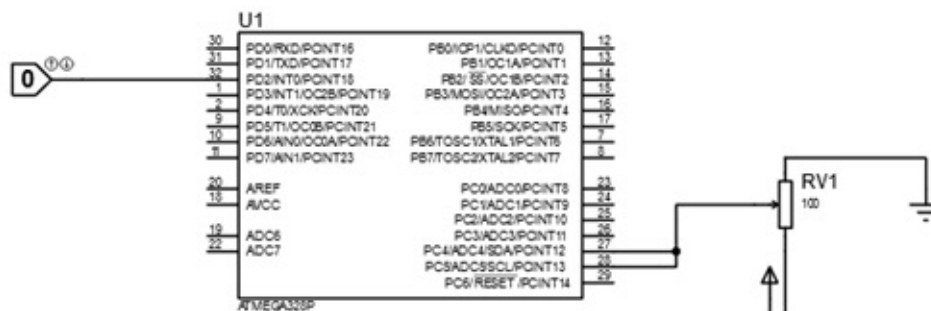 U1
0
30 PD0/RXD/PCINT16 PB0/ICP1/CLKO/PCINT0 12
31 PD1/TXD/PCINT17 PB1/OC1A/PCINT1 13
32 PD2/INT0/PCINT18 PB2/SS/OC1B/PCINT2 14
1 PD3/INT1/OC2B/PCINT19 PB3/MOSI/OC2A/PCINT3 15
2 PD4/T0/XCK/PCINT20 PB4/MISO/PCINT4 16
9 PD5/T1/OC0B/PCINT21 PB5/SCK/PCINT5 17
10 PD6/AIN0/OC0A/PCINT22 PB6/TOSC1/XTAL1/PCINT6 7
11 PD7/AIN1/PCINT23 PB7/TOSC2/XTAL2/PCINT7 8
20 AREF PC0/ADC0/PCINT8 23
18 AVCC PC1/ADC1/PCINT9 24
PC2/ADC2/PCINT10 25
19 ADC6 PC3/ADC3/PCINT11 26
22 ADC7 PC4/ADC4/SDA/PCINT12 27
PC5/ADC5/SCL/PCINT13 28
PC6/RESET/PCINT14 29
ATMEGA328P
RV1
100